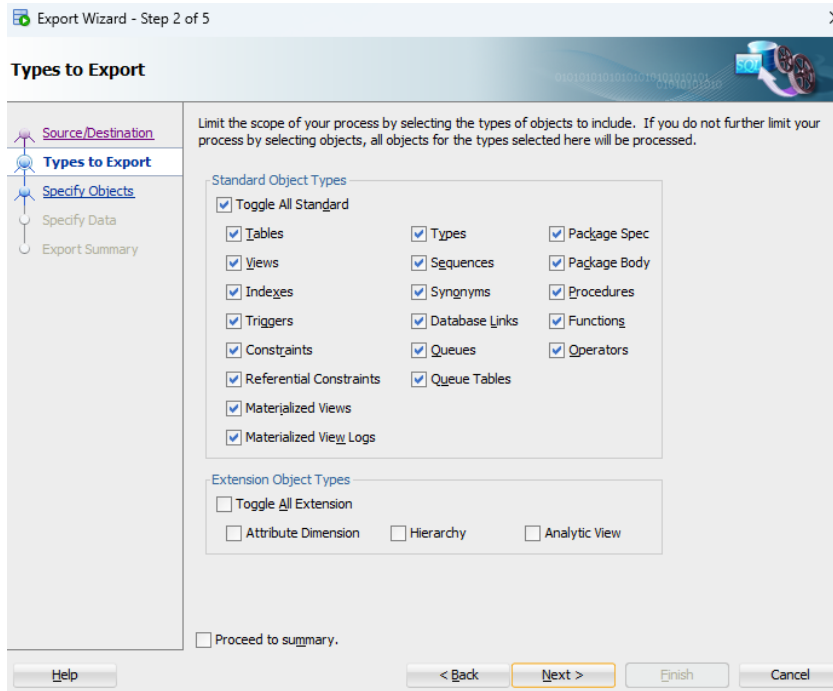 Export Wizard - Step 2 of 5
Types to Export
SQL
Source/Destination
Types to Export
Specify Objects
Specify Data
Export Summary
Limit the scope of your process by selecting the types of objects to include. If you do not further limit your
process by selecting objects, all objects for the types selected here will be processed.
Standard Object Types
Toggle All Standard
Tables
Types
Package Spec
Views
Sequences
Package Body
Indexes
Synonyms
Procedures
Triggers
Database Links
Functions
Constraints
Queues
Operators
Referential Constraints
Queue Tables
Materialized Views
Materialized View Logs
Extension Object Types
Toggle All Extension
Attribute Dimension
Hierarchy
Analytic View
Proceed to summary.
Help
< Back
Next >
Finish
Cancel